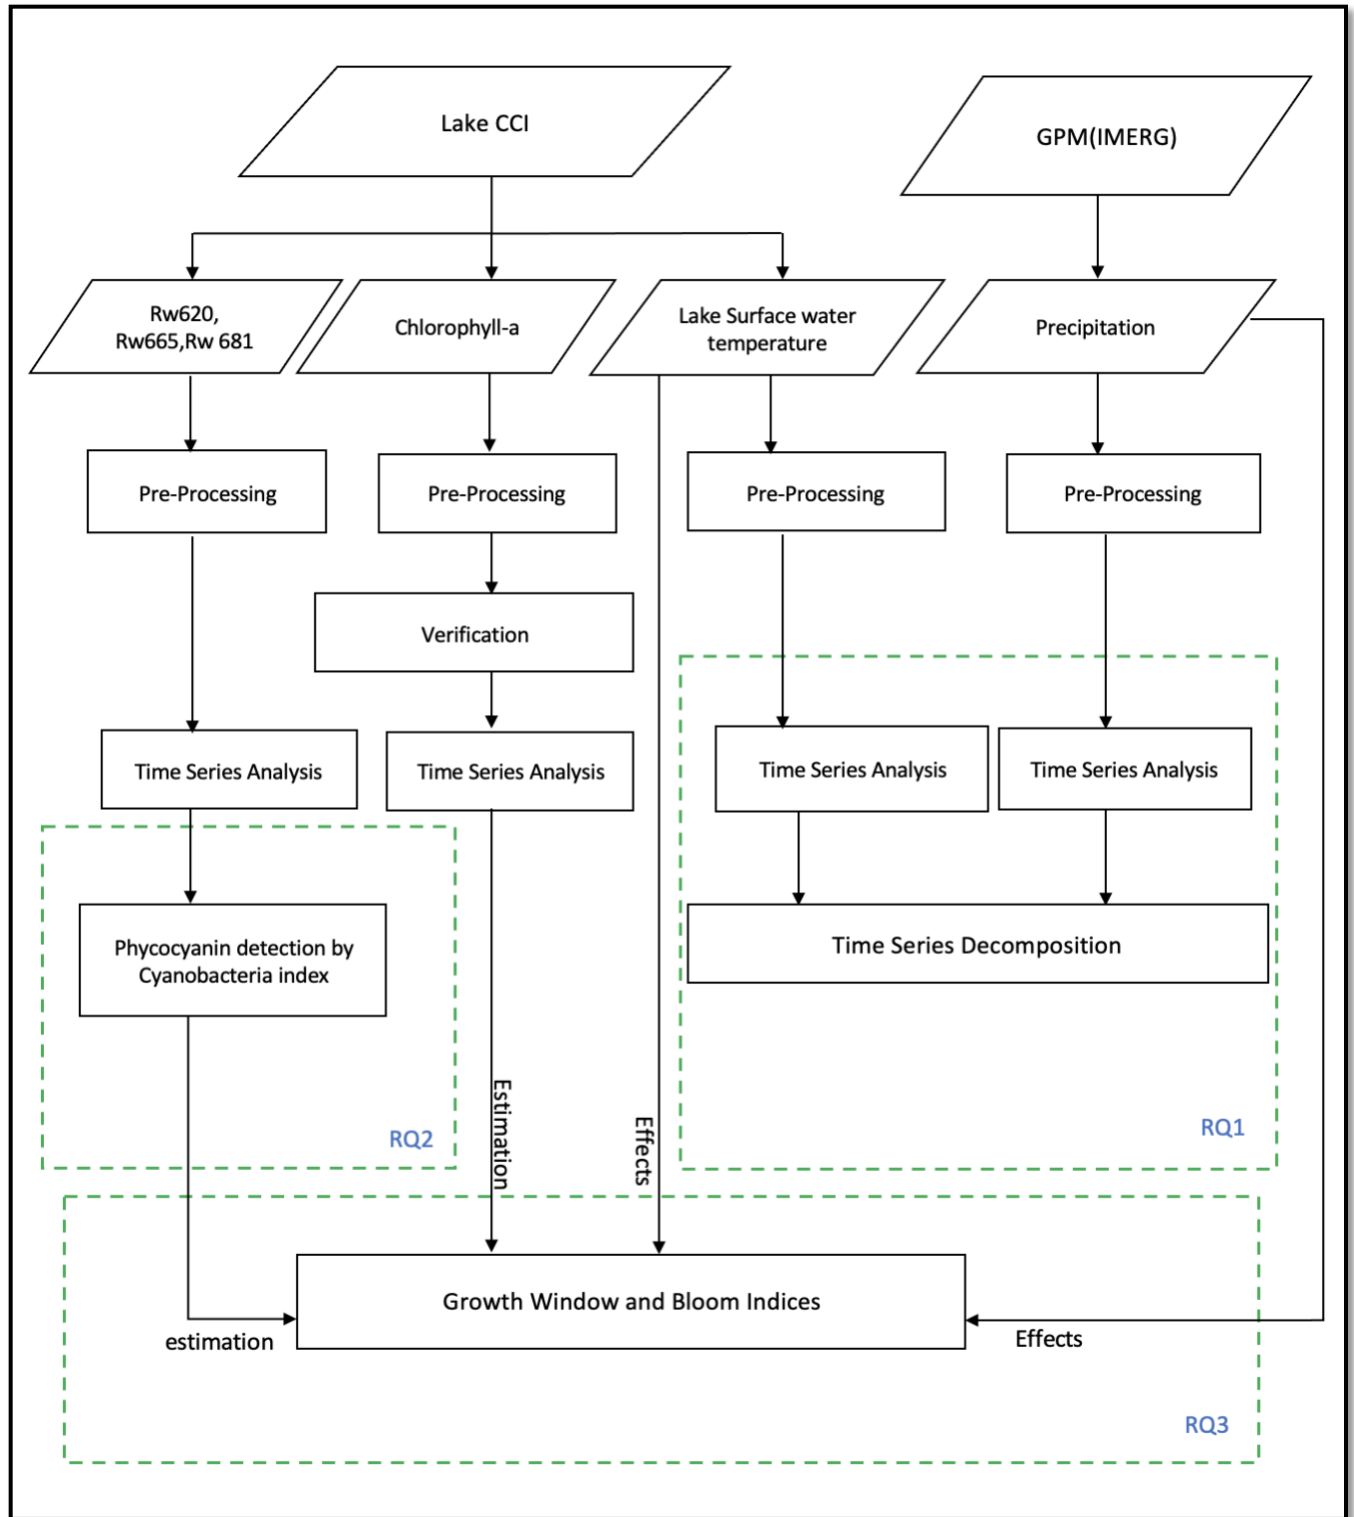 Lake CCI
GPM(IMERG)
Rw620,
Rw665,Rw 681
Chlorophyll-a
Lake Surface water
temperature
Precipitation
Pre-Processing
Pre-Processing
Pre-Processing
Pre-Processing
Verification
Time Series Analysis
Time Series Analysis
Time Series Analysis
Time Series Analysis
Phycocyanin detection by
Cyanobacteria index
Time Series Decomposition
Estimation
Effects
RQ2
RQ1
Growth Window and Bloom Indices
estimation
Effects
RQ3